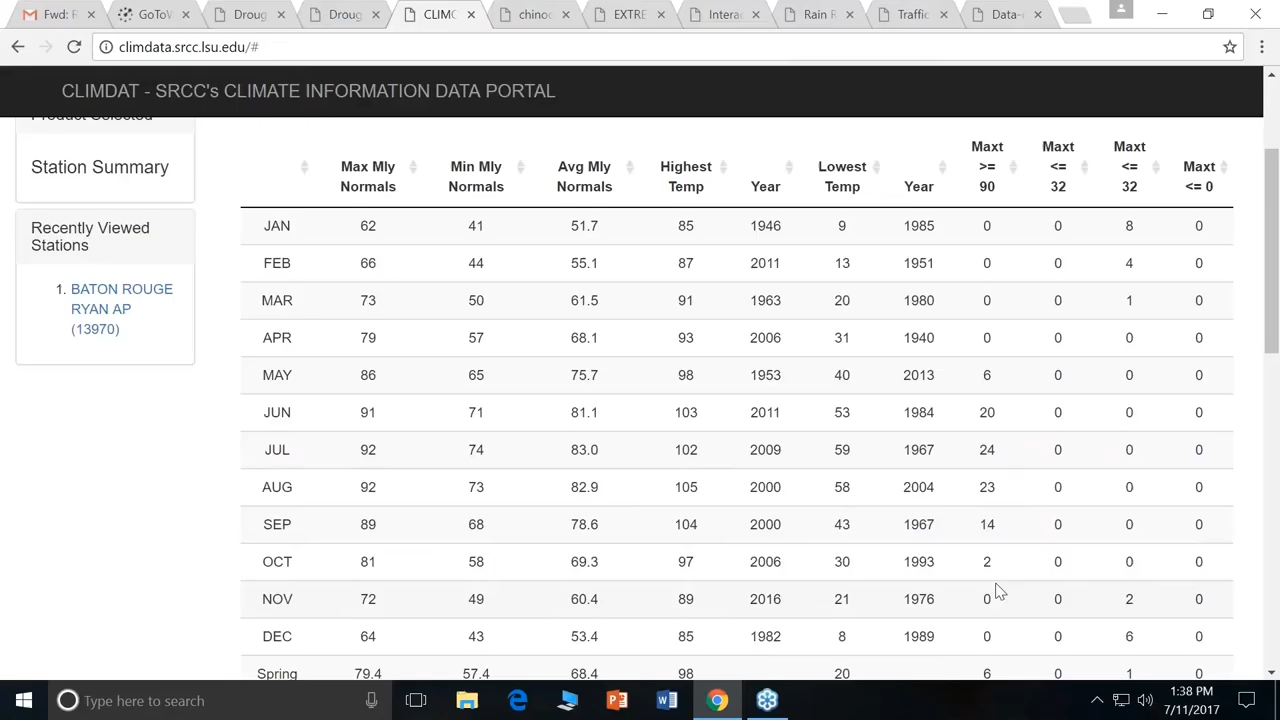 Fwd: R
GoToW
Droug
Droug
CLIMC
chinoc
EXTRE
Intera
Rain R
Traffic
Data-
climdata.srcc.lsu.edu/#
CLIMDAT - SRCC's CLIMATE INFORMATION DATA PORTAL
Product Selected
Station Summary
Recently Viewed
Stations
1. BATON ROUGE
RYAN AP
(13970)
Max Mly Normals Min Mly Normals Avg Mly Normals Highest Temp Year Lowest Temp Year Maxt >= 90 Maxt <= 32 Maxt <= 32 Maxt <= 0
JAN 62 41 51.7 85 1946 9 1985 0 0 8 0
FEB 66 44 55.1 87 2011 13 1951 0 0 4 0
MAR 73 50 61.5 91 1963 20 1980 0 0 1 0
APR 79 57 68.1 93 2006 31 1940 0 0 0 0
MAY 86 65 75.7 98 1953 40 2013 6 0 0 0
JUN 91 71 81.1 103 2011 53 1984 20 0 0 0
JUL 92 74 83.0 102 2009 59 1967 24 0 0 0
AUG 92 73 82.9 105 2000 58 2004 23 0 0 0
SEP 89 68 78.6 104 2000 43 1967 14 0 0 0
OCT 81 58 69.3 97 2006 30 1993 2 0 0 0
NOV 72 49 60.4 89 2016 21 1976 0 0 2 0
DEC 64 43 53.4 85 1982 8 1989 0 0 6 0
Spring 79.4 57.4 68.4 98 20 6 0 1 0
Type here to search
1:38 PM
7/11/2017